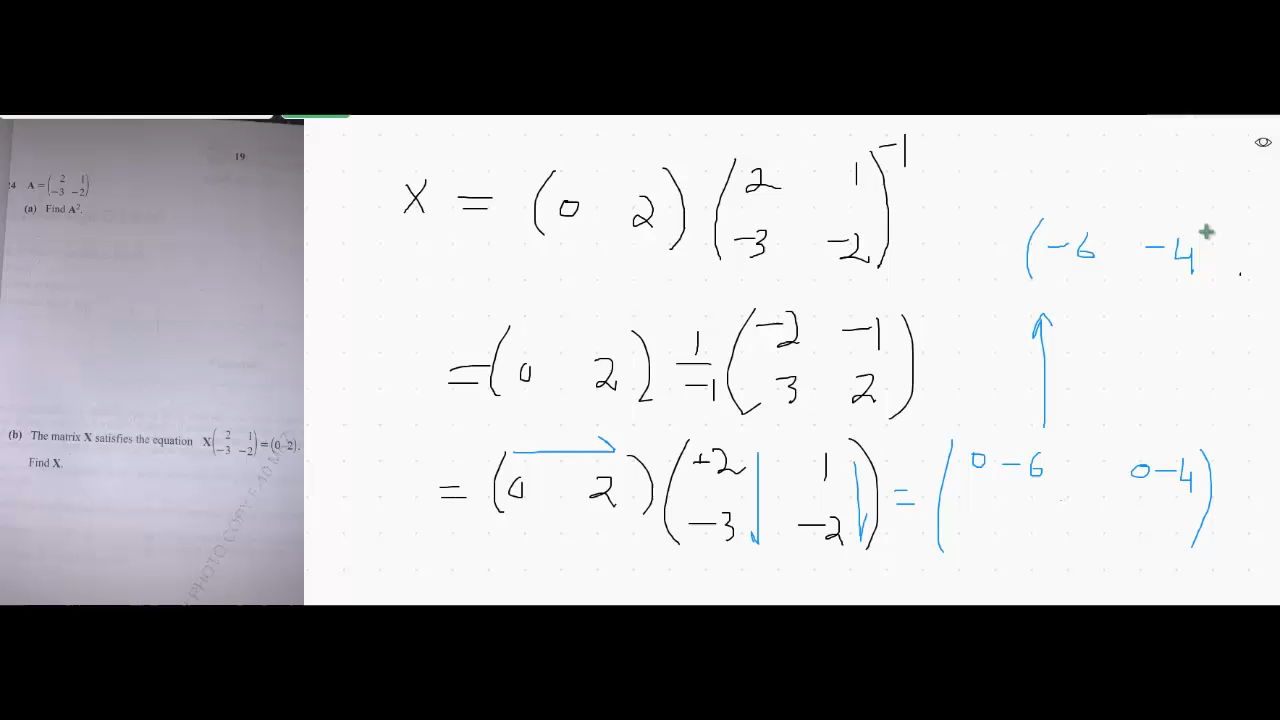 19
24 A = ( 2 1
−3 −2 )
(a) Find A².
(b) The matrix X satisfies the equation X ( 2 1
−3 −2 ) = (0 2).
Find X.
PHOTOCOPY
X = ( 0 2 ) ( 2 1
−3 −2 )⁻¹
= ( 0 2 ) 1/−1 ( −2 −1
3 2 )
= ( 0 2 ) ( +2 1
−3 −2 ) = ( 0 − 6 0 − 4 )
( −6 −4